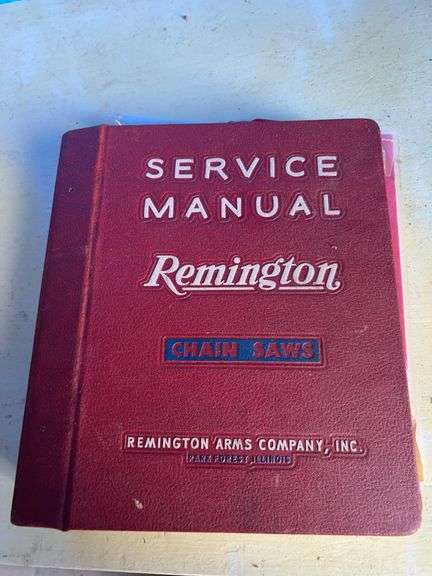 SERVICE
MANUAL
Remington
CHAIN SAWS
REMINGTON ARMS COMPANY, INC.
PARK FOREST ILLINOIS